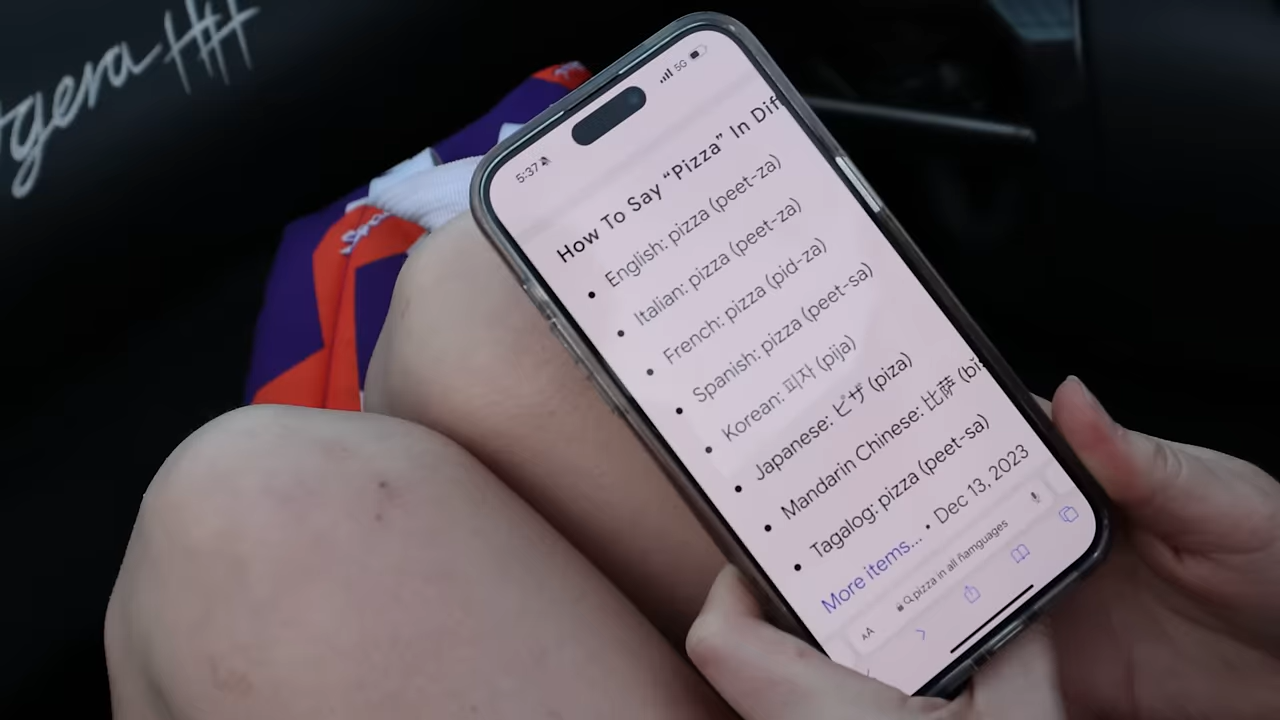 5:37
5G
How To Say “Pizza” In
English: pizza (peet-za)
Italian: pizza (peet-za)
French: pizza (pid-za)
Spanish: pizza (peet-sa)
Korean: 피자 (pija)
Japanese: ピザ (piza)
Mandarin Chinese: 比萨
Tagalog: pizza (peet-sa)
More items... • Dec 13, 2023
AA
pizza in all ñamguages